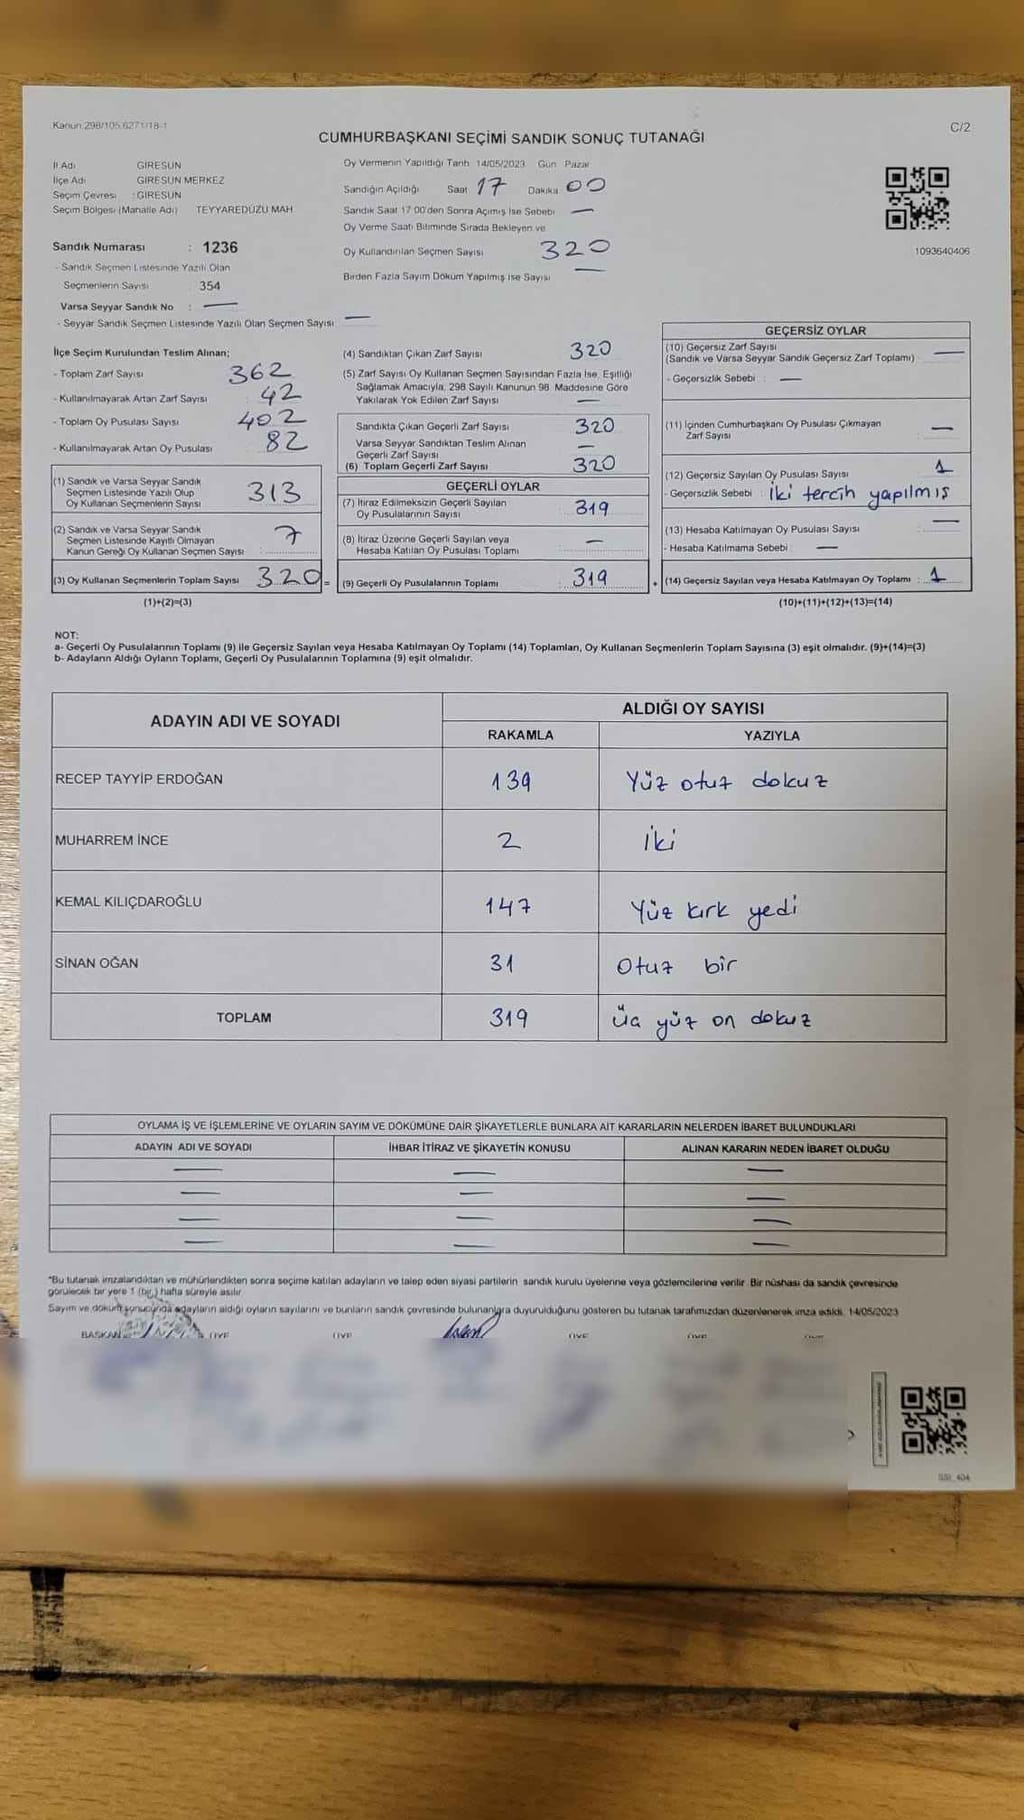 Kanun 298/105,6271/18-1
C/2
CUMHURBAŞKANI SEÇİMİ SANDIK SONUÇ TUTANAĞI
İl Adı GİRESUN
İlçe Adı GİRESUN MERKEZ
Seçim Çevresi : GİRESUN
Seçim Bölgesi (Mahalle Adı) TEYYAREDÜZÜ MAH.
Sandık Numarası : 1236
- Sandık Seçmen Listesinde Yazılı Olan
Seçmenlerin Sayısı 354
Varsa Seyyar Sandık No : —
- Seyyar Sandık Seçmen Listesinde Yazılı Olan Seçmen Sayısı —
Oy Vermenin Yapıldığı Tarih 14/05/2023 Gün Pazar
Sandığın Açıldığı Saat 17 Dakika 00
Sandık Saat 17:00'den Sonra Açılmış İse Sebebi —
Oy Verme Saati Bitiminde Sırada Bekleyen ve
Oy Kullandırılan Seçmen Sayısı 320
Birden Fazla Sayım Döküm Yapılmış ise Sayısı —
1093640406
İlçe Seçim Kurulundan Teslim Alınan;
- Toplam Zarf Sayısı 362
- Kullanılmayarak Artan Zarf Sayısı 42
- Toplam Oy Pusulası Sayısı 402
- Kullanılmayarak Artan Oy Pusulası 82
(1) Sandık ve Varsa Seyyar Sandık
Seçmen Listesinde Yazılı Olup
Oy Kullanan Seçmenlerin Sayısı 313
(2) Sandık ve Varsa Seyyar Sandık
Seçmen Listesinde Kayıtlı Olmayan
Kanun Gereği Oy Kullanan Seçmen Sayısı 7
(3) Oy Kullanan Seçmenlerin Toplam Sayısı 320 =
(1)+(2)=(3)
(4) Sandıktan Çıkan Zarf Sayısı 320
(5) Zarf Sayısı Oy Kullanan Seçmen Sayısından Fazla İse, Eşitliği
Sağlamak Amacıyla, 298 Sayılı Kanunun 98. Maddesine Göre
Yakılarak Yok Edilen Zarf Sayısı —
Sandıkta Çıkan Geçerli Zarf Sayısı 320
Varsa Seyyar Sandıktan Teslim Alınan
Geçerli Zarf Sayısı —
(6) Toplam Geçerli Zarf Sayısı 320
GEÇERLİ OYLAR
(7) İtiraz Edilmeksizin Geçerli Sayılan
Oy Pusulalarının Sayısı 319
(8) İtiraz Üzerine Geçerli Sayılan veya
Hesaba Katılan Oy Pusulası Toplamı —
(9) Geçerli Oy Pusulalarının Toplamı 319 +
GEÇERSİZ OYLAR
(10) Geçersiz Zarf Sayısı
(Sandık ve Varsa Seyyar Sandık Geçersiz Zarf Toplamı) —
- Geçersizlik Sebebi : —
(11) İçinden Cumhurbaşkanı Oy Pusulası Çıkmayan
Zarf Sayısı —
(12) Geçersiz Sayılan Oy Pusulası Sayısı 1
- Geçersizlik Sebebi : İki tercih yapılmış
(13) Hesaba Katılmayan Oy Pusulası Sayısı —
- Hesaba Katılmama Sebebi : —
(14) Geçersiz Sayılan veya Hesaba Katılmayan Oy Toplamı : 1
(10)+(11)+(12)+(13)=(14)
NOT:
a- Geçerli Oy Pusulalarının Toplamı (9) ile Geçersiz Sayılan veya Hesaba Katılmayan Oy Toplamı (14) Toplamları, Oy Kullanan Seçmenlerin Toplam Sayısına (3) eşit olmalıdır. (9)+(14)=(3)
b- Adayların Aldığı Oyların Toplamı, Geçerli Oy Pusulalarının Toplamına (9) eşit olmalıdır.
ADAYIN ADI VE SOYADI ALDIĞI OY SAYISI
RAKAMLA YAZIYLA
RECEP TAYYİP ERDOĞAN 139 Yüz otuz dokuz
MUHARREM İNCE 2 İki
KEMAL KILIÇDAROĞLU 147 Yüz kırk yedi
SİNAN OĞAN 31 Otuz bir
TOPLAM 319 üç yüz on dokuz
OYLAMA İŞ VE İŞLEMLERİNE VE OYLARIN SAYIM VE DÖKÜMÜNE DAİR ŞİKAYETLERLE BUNLARA AİT KARARLARIN NELERDEN İBARET BULUNDUKLARI
ADAYIN ADI VE SOYADI İHBAR İTİRAZ VE ŞİKAYETİN KONUSU ALINAN KARARIN NEDEN İBARET OLDUĞU
— — —
— — —
— — —
— — —
*Bu tutanak imzalandıktan ve mühürlendikten sonra seçime katılan adayların ve talep eden siyasi partilerin sandık kurulu üyelerine veya gözlemcilerine verilir. Bir nüshası da sandık çevresinde
görülecek bir yere 1 (bir) hafta süreyle asılır.
Sayım ve döküm sonucunda adayların aldığı oyların sayılarını ve bunların sandık çevresinde bulunanlara duyurulduğunu gösteren bu tutanak tarafımızdan düzenlenerek imza edildi. 14/05/2023
BAŞKAN ÜYE ÜYE ÜYE ÜYE ÜYE